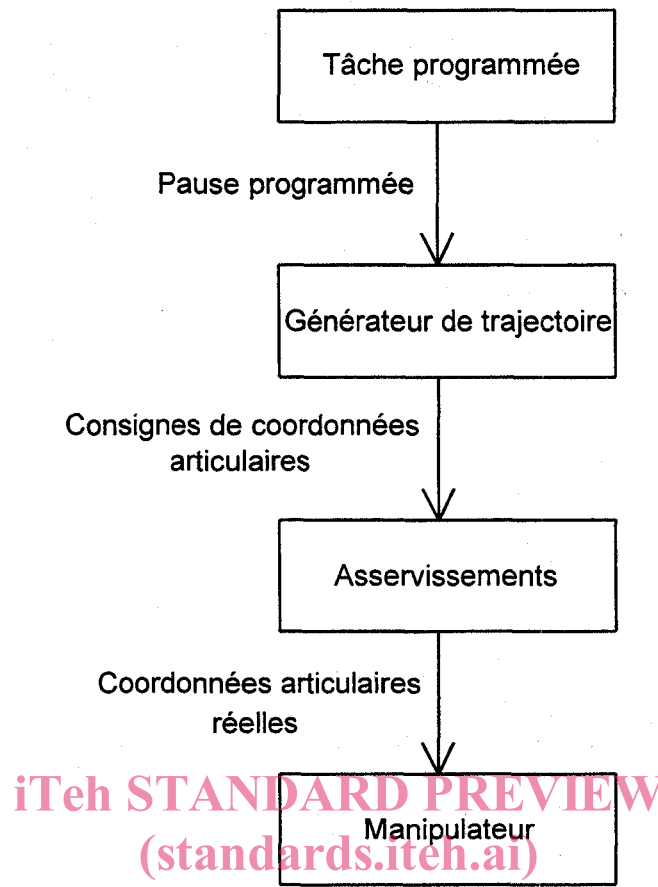 Tâche programmée
Pause programmée
Générateur de trajectoire
Consignes de coordonnées
articulaires
Asservissements
Coordonnées articulaires
réelles
iTeh STANDARD PREVIEW
Manipulateur
(standards.iteh.ai)